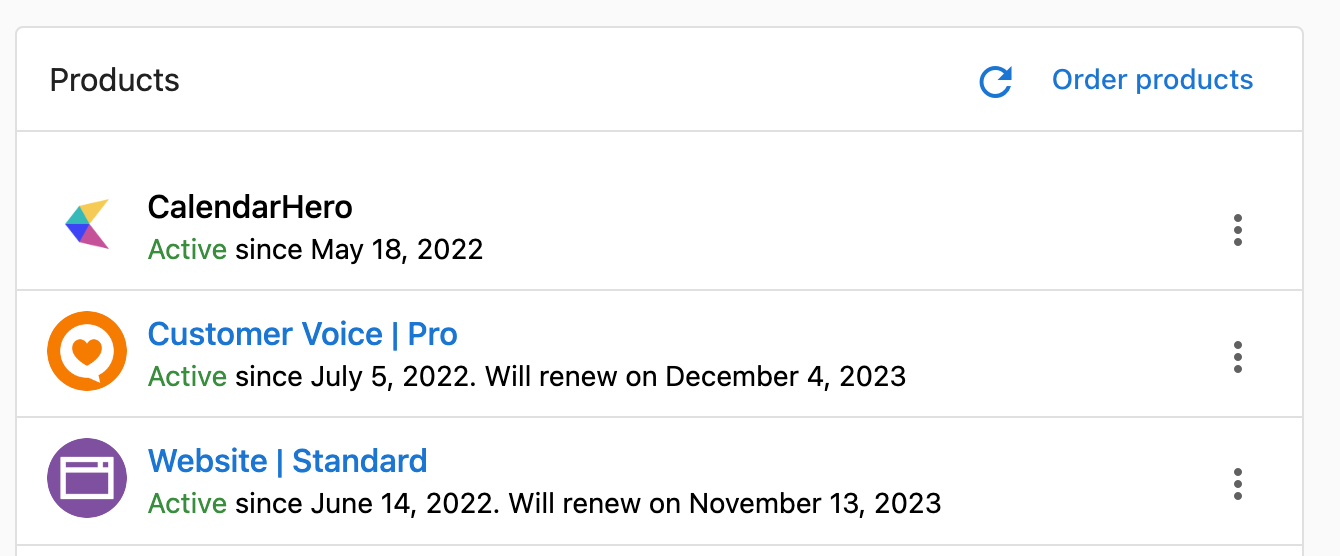 Products
Order products
CalendarHero
Active since May 18, 2022
Customer Voice | Pro
Active since July 5, 2022. Will renew on December 4, 2023
Website | Standard
Active since June 14, 2022. Will renew on November 13, 2023